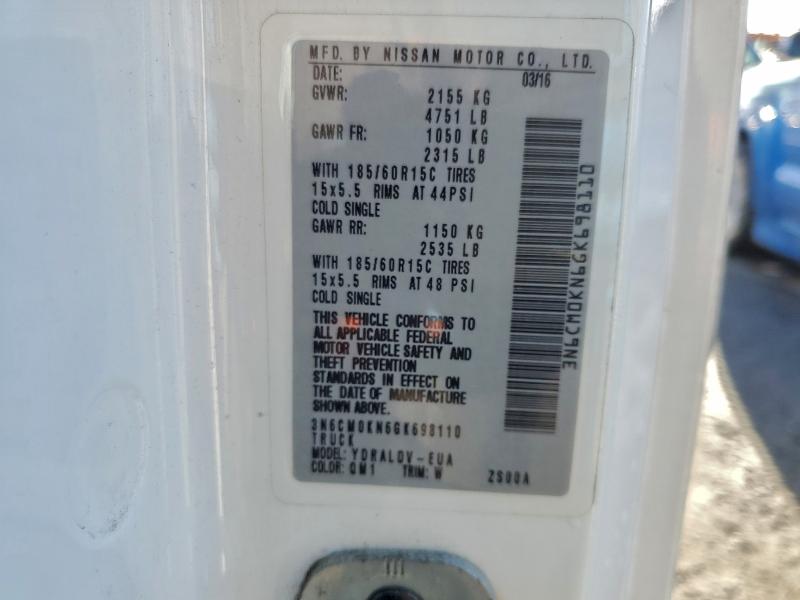 MFD. BY NISSAN MOTOR CO., LTD.
DATE: 03/16
GVWR: 2155 KG
4751 LB
GAWR FR: 1050 KG
2315 LB
WITH 185/60R15C TIRES
15x5.5 RIMS AT 44PSI
COLD SINGLE
GAWR RR: 1150 KG
2535 LB
WITH 185/60R15C TIRES
15x5.5 RIMS AT 48 PSI
COLD SINGLE
THIS VEHICLE CONFORMS TO
ALL APPLICABLE FEDERAL
MOTOR VEHICLE SAFETY AND
THEFT PREVENTION
STANDARDS IN EFFECT ON
THE DATE OF MANUFACTURE
SHOWN ABOVE.
3N6CM0KN6GK698110
TRUCK
MODEL: YDRALDV-EUA
COLOR: QM1 TRIM: W ZS00A
3N6CM0KN6GK698110